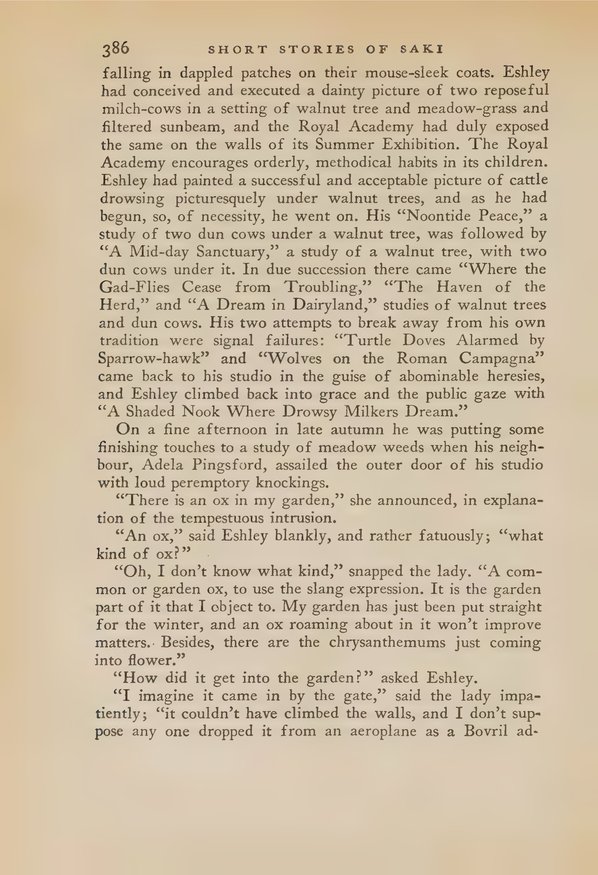 386 SHORT STORIES OF SAKI
falling in dappled patches on their mouse-sleek coats. Eshley
had conceived and executed a dainty picture of two reposeful
milch-cows in a setting of walnut tree and meadow-grass and
filtered sunbeam, and the Royal Academy had duly exposed
the same on the walls of its Summer Exhibition. The Royal
Academy encourages orderly, methodical habits in its children.
Eshley had painted a successful and acceptable picture of cattle
drowsing picturesquely under walnut trees, and as he had
begun, so, of necessity, he went on. His “Noontide Peace,” a
study of two dun cows under a walnut tree, was followed by
“A Mid-day Sanctuary,” a study of a walnut tree, with two
dun cows under it. In due succession there came “Where the
Gad-Flies Cease from Troubling,” “The Haven of the
Herd,” and “A Dream in Dairyland,” studies of walnut trees
and dun cows. His two attempts to break away from his own
tradition were signal failures: “Turtle Doves Alarmed by
Sparrow-hawk” and “Wolves on the Roman Campagna”
came back to his studio in the guise of abominable heresies,
and Eshley climbed back into grace and the public gaze with
“A Shaded Nook Where Drowsy Milkers Dream.”
On a fine afternoon in late autumn he was putting some
finishing touches to a study of meadow weeds when his neigh-
bour, Adela Pingsford, assailed the outer door of his studio
with loud peremptory knockings.
“There is an ox in my garden,” she announced, in explana-
tion of the tempestuous intrusion.
“An ox,” said Eshley blankly, and rather fatuously; “what
kind of ox?”
“Oh, I don’t know what kind,” snapped the lady. “A com-
mon or garden ox, to use the slang expression. It is the garden
part of it that I object to. My garden has just been put straight
for the winter, and an ox roaming about in it won’t improve
matters. Besides, there are the chrysanthemums just coming
into flower.”
“How did it get into the garden?” asked Eshley.
“I imagine it came in by the gate,” said the lady impa-
tiently; “it couldn’t have climbed the walls, and I don’t sup-
pose any one dropped it from an aeroplane as a Bovril ad-